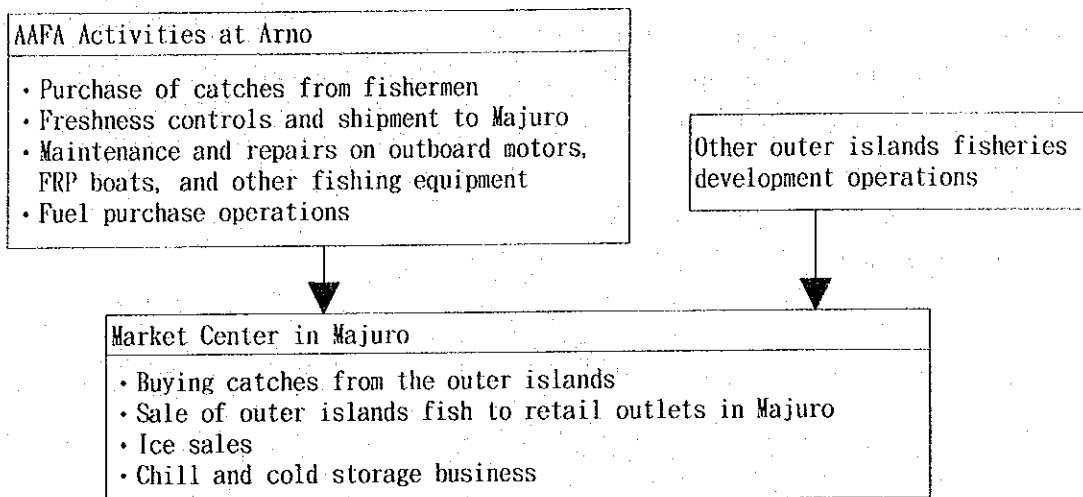 AAFA Activities at Arno
・Purchase of catches from fishermen
・Freshness controls and shipment to Majuro
・Maintenance and repairs on outboard motors,
FRP boats, and other fishing equipment
・Fuel purchase operations
Other outer islands fisheries
development operations
Market Center in Majuro
・Buying catches from the outer islands
・Sale of outer islands fish to retail outlets in Majuro
・Ice sales
・Chill and cold storage business